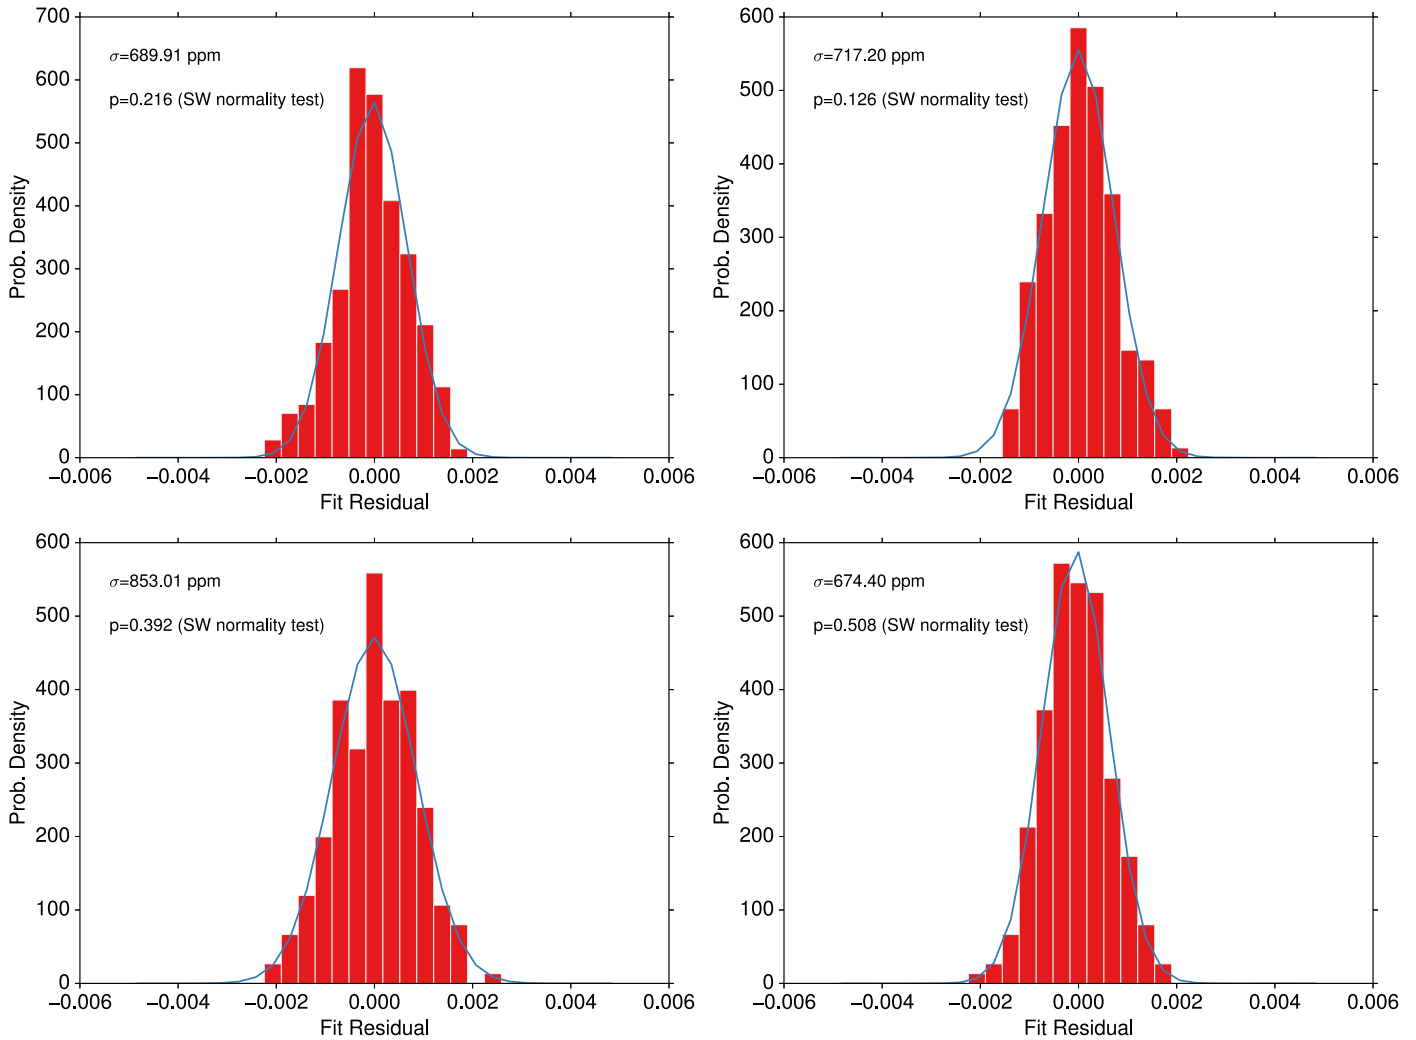 700
600
500
400
300
200
100
0
Prob. Density
σ=689.91 ppm
p=0.216 (SW normality test)
−0.006 −0.004 −0.002 0.000 0.002 0.004 0.006
Fit Residual
600
500
400
300
200
100
0
Prob. Density
σ=717.20 ppm
p=0.126 (SW normality test)
−0.006 −0.004 −0.002 0.000 0.002 0.004 0.006
Fit Residual
600
500
400
300
200
100
0
Prob. Density
σ=853.01 ppm
p=0.392 (SW normality test)
−0.006 −0.004 −0.002 0.000 0.002 0.004 0.006
Fit Residual
600
500
400
300
200
100
0
Prob. Density
σ=674.40 ppm
p=0.508 (SW normality test)
−0.006 −0.004 −0.002 0.000 0.002 0.004 0.006
Fit Residual